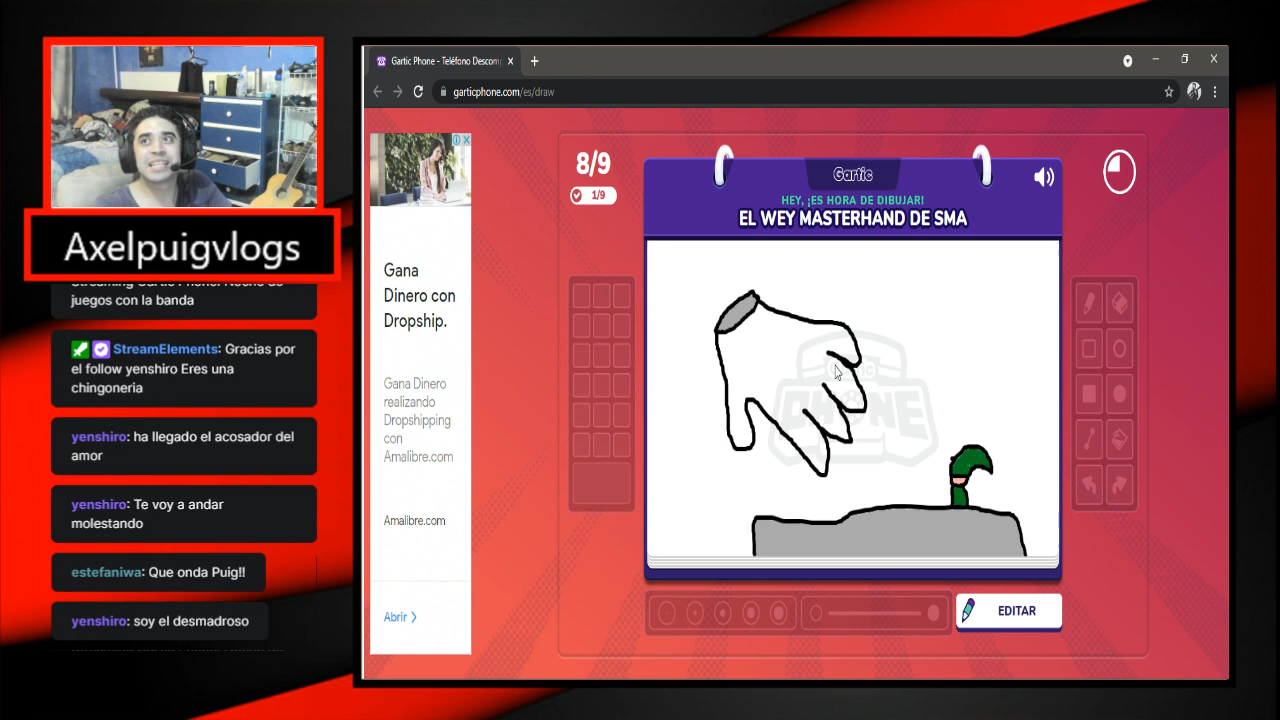 Axelpuigvlogs
juegos con la banda
StreamElements: Gracias por
el follow yenshiro Eres una
chingoneria
yenshiro: ha llegado el acosador del
amor
yenshiro: Te voy a andar
molestando
estefaniwa: Que onda Puig!!
yenshiro: soy el desmadroso
Gartic Phone - Teléfono Descom
garticphone.com/es/draw
Gana
Dinero con
Dropship.
Gana Dinero
realizando
Dropshipping
con
Amalibre.com
Amalibre.com
Abrir
8/9
1/9
Gartic
HEY, ¡ES HORA DE DIBUJAR!
EL WEY MASTERHAND DE SMA
PHONE
EDITAR